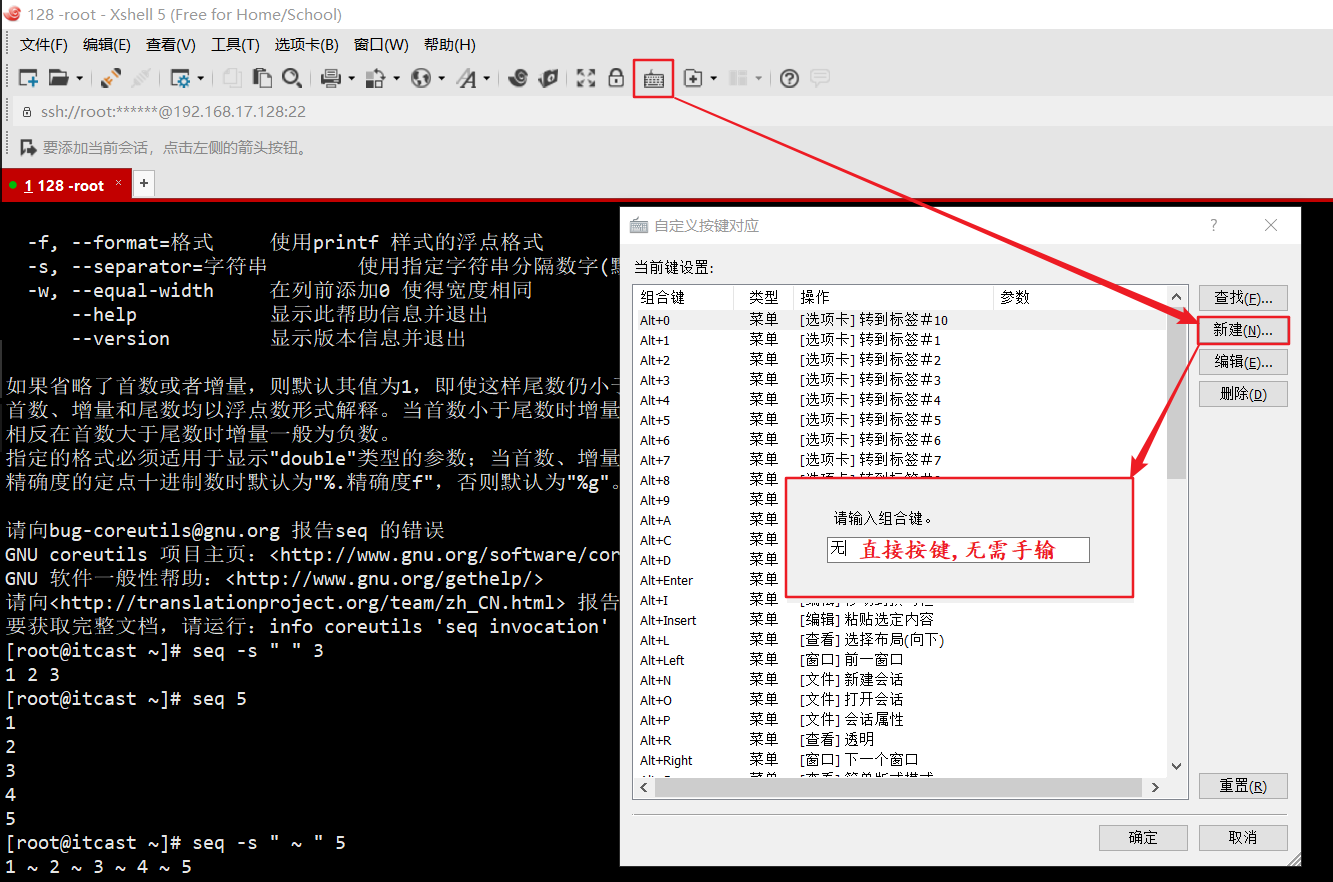 128 -root - Xshell 5 (Free for Home/School)
文件(F) 编辑(E) 查看(V) 工具(T) 选项卡(B) 窗口(W) 帮助(H)
ssh://root:******@192.168.17.128:22
要添加当前会话，点击左侧的箭头按钮。
1 128 -root × +
-f, --format=格式 使用printf 样式的浮点格式
-s, --separator=字符串 使用指定字符串分隔数字(默
-w, --equal-width 在列前添加0 使得宽度相同
--help 显示此帮助信息并退出
--version 显示版本信息并退出
如果省略了首数或者增量，则默认其值为1，即使这样尾数仍小于
首数、增量和尾数均以浮点数形式解释。当首数小于尾数时增量
相反在首数大于尾数时增量一般为负数。
指定的格式必须适用于显示"double"类型的参数；当首数、增量
精确度的定点十进制数时默认为"%.精确度f"，否则默认为"%g"。
请向bug-coreutils@gnu.org 报告seq 的错误
GNU coreutils 项目主页：<http://www.gnu.org/software/cor
GNU 软件一般性帮助：<http://www.gnu.org/gethelp/>
请向<http://translationproject.org/team/zh_CN.html> 报告
要获取完整文档，请运行：info coreutils 'seq invocation'
[root@itcast ~]# seq -s " " 3
1 2 3
[root@itcast ~]# seq 5
1
2
3
4
5
[root@itcast ~]# seq -s " ~ " 5
1 ~ 2 ~ 3 ~ 4 ~ 5
自定义按键对应 ?
当前键设置:
组合键 类型 操作 参数
Alt+0 菜单 [选项卡] 转到标签#10
Alt+1 菜单 [选项卡] 转到标签#1
Alt+2 菜单 [选项卡] 转到标签#2
Alt+3 菜单 [选项卡] 转到标签#3
Alt+4 菜单 [选项卡] 转到标签#4
Alt+5 菜单 [选项卡] 转到标签#5
Alt+6 菜单 [选项卡] 转到标签#6
Alt+7 菜单 [选项卡] 转到标签#7
Alt+8 菜单
Alt+9 菜单
Alt+A 菜单
Alt+C 菜单
Alt+D 菜单
Alt+Enter 菜单
Alt+I 菜单
Alt+Insert 菜单 [编辑] 粘贴选定内容
Alt+L 菜单 [查看] 选择布局(向下)
Alt+Left 菜单 [窗口] 前一窗口
Alt+N 菜单 [文件] 新建会话
Alt+O 菜单 [文件] 打开会话
Alt+P 菜单 [文件] 会话属性
Alt+R 菜单 [查看] 透明
Alt+Right 菜单 [窗口] 下一个窗口
查找(F)...
新建(N)...
编辑(E)...
删除(D)
请输入组合键。
无 直接按键,无需手输
重置(R)
确定 取消